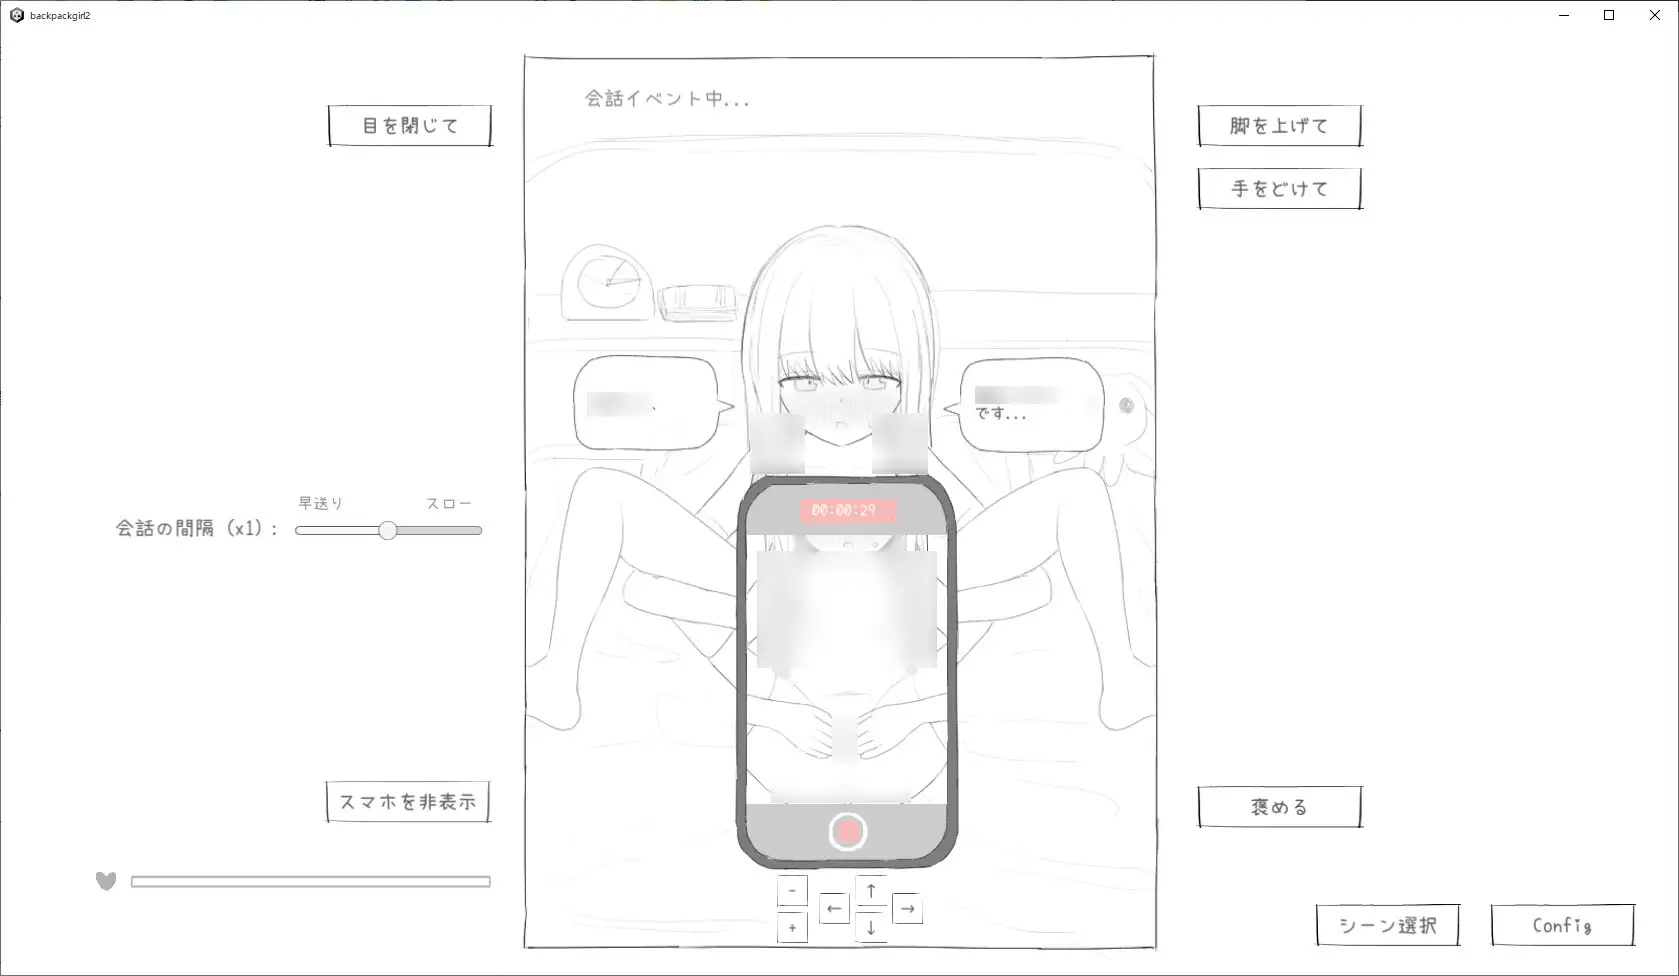 backpackgirl2
会話イベント中...
目を閉じて
脚を上げて
手をどけて
です...
早送り
スロー
会話の間隔 (x1) :
00:00:29
スマホを非表示
褒める
-
↑
←
→
+
↓
シーン選択
Config